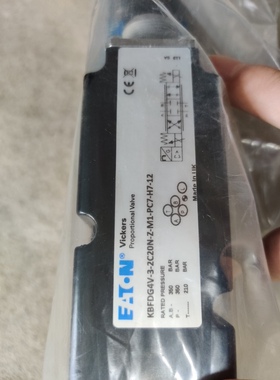 EATON
Vickers
Proportional Valve
KBFDG4V-3-2C20N-Z-M1-PC7-H7-12
RATED PRESSURE BAR
A,B - 350 BAR
P - 350 BAR
T - 210 BAR
CE
Made in UK